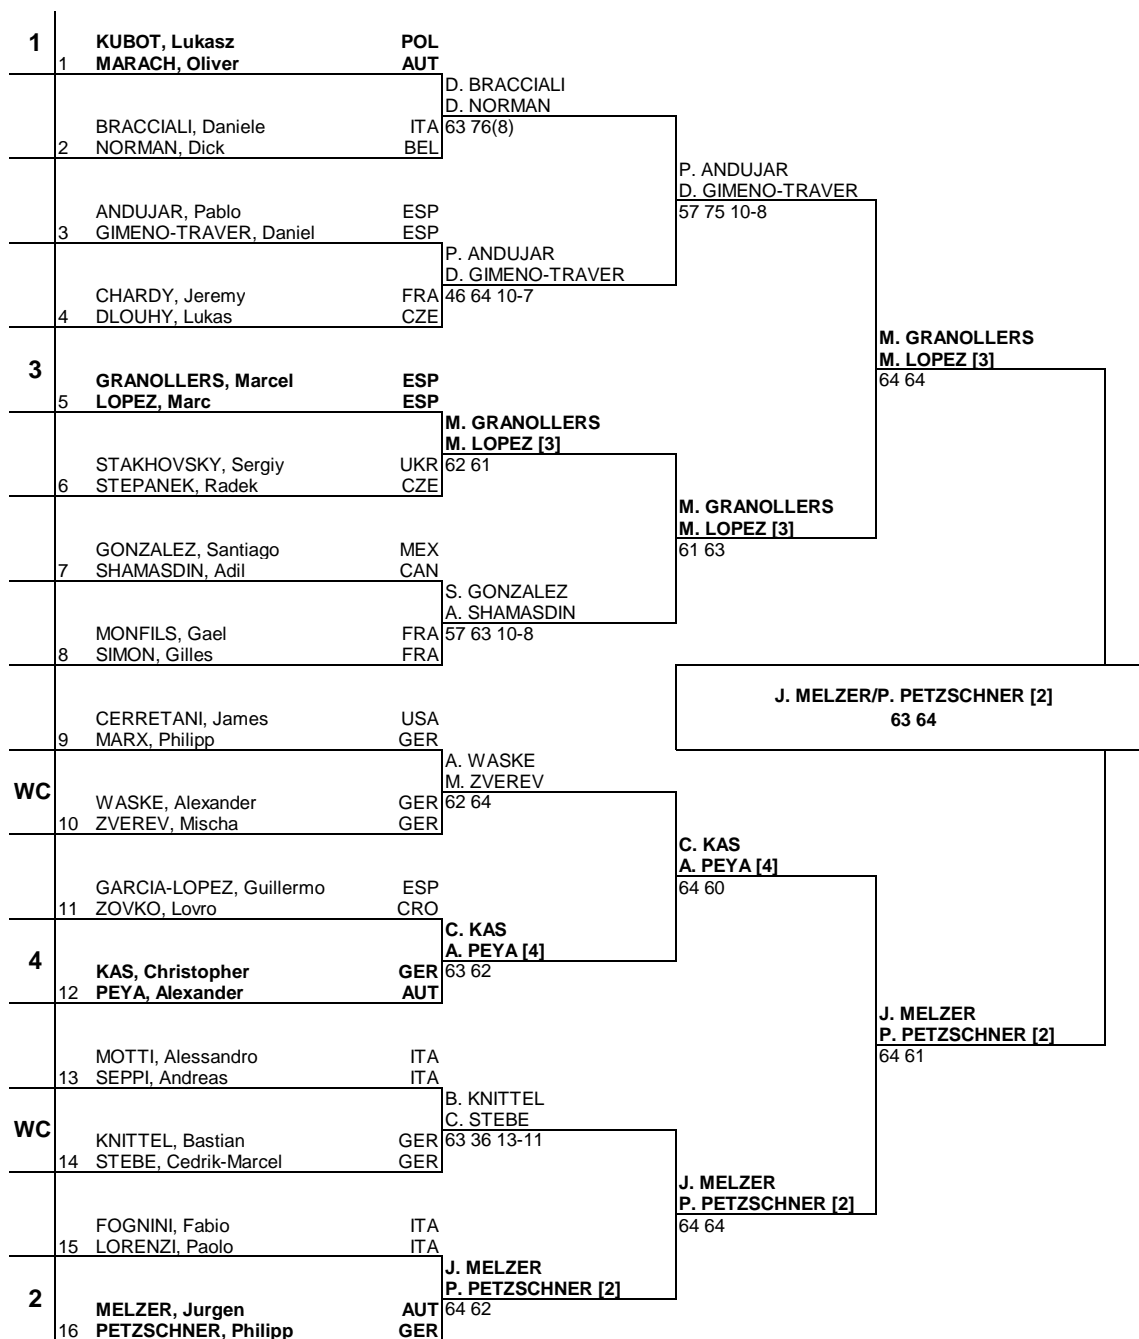 1
KUBOT, Lukasz POL
1 MARACH, Oliver AUT
D. BRACCIALI
D. NORMAN
BRACCIALI, Daniele ITA 63 76(8)
2 NORMAN, Dick BEL
P. ANDUJAR
D. GIMENO-TRAVER
ANDUJAR, Pablo ESP 57 75 10-8
3 GIMENO-TRAVER, Daniel ESP
P. ANDUJAR
D. GIMENO-TRAVER
CHARDY, Jeremy FRA 46 64 10-7
4 DLOUHY, Lukas CZE
M. GRANOLLERS
M. LOPEZ [3]
3
GRANOLLERS, Marcel ESP 64 64
5 LOPEZ, Marc ESP
M. GRANOLLERS
M. LOPEZ [3]
STAKHOVSKY, Sergiy UKR 62 61
6 STEPANEK, Radek CZE
M. GRANOLLERS
M. LOPEZ [3]
GONZALEZ, Santiago MEX 61 63
7 SHAMASDIN, Adil CAN
S. GONZALEZ
A. SHAMASDIN
MONFILS, Gael FRA 57 63 10-8
8 SIMON, Gilles FRA
J. MELZER/P. PETZSCHNER [2]
63 64
CERRETANI, James USA
9 MARX, Philipp GER
A. WASKE
M. ZVEREV
WC
WASKE, Alexander GER 62 64
10 ZVEREV, Mischa GER
C. KAS
A. PEYA [4]
GARCIA-LOPEZ, Guillermo ESP 64 60
11 ZOVKO, Lovro CRO
C. KAS
A. PEYA [4]
4
KAS, Christopher GER 63 62
12 PEYA, Alexander AUT
J. MELZER
P. PETZSCHNER [2]
MOTTI, Alessandro ITA 64 61
13 SEPPI, Andreas ITA
B. KNITTEL
C. STEBE
WC
KNITTEL, Bastian GER 63 36 13-11
14 STEBE, Cedrik-Marcel GER
J. MELZER
P. PETZSCHNER [2]
FOGNINI, Fabio ITA 64 64
15 LORENZI, Paolo ITA
J. MELZER
P. PETZSCHNER [2]
2
MELZER, Jurgen AUT 64 62
16 PETZSCHNER, Philipp GER